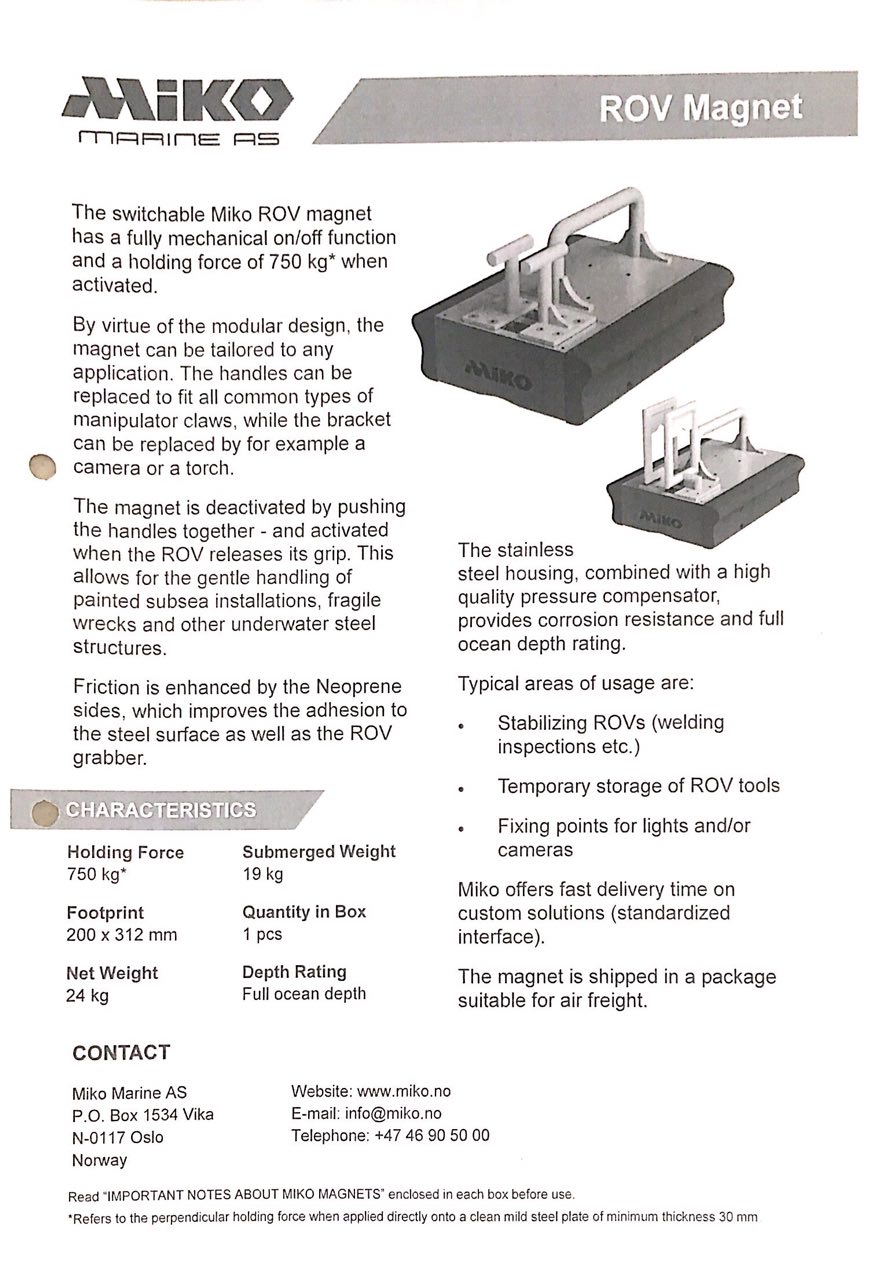 MiKO
MARINE AS
ROV Magnet
The switchable Miko ROV magnet
has a fully mechanical on/off function
and a holding force of 750 kg* when
activated.
By virtue of the modular design, the
magnet can be tailored to any
application. The handles can be
replaced to fit all common types of
manipulator claws, while the bracket
can be replaced by for example a
camera or a torch.
The magnet is deactivated by pushing
the handles together - and activated
when the ROV releases its grip. This
allows for the gentle handling of
painted subsea installations, fragile
wrecks and other underwater steel
structures.
Friction is enhanced by the Neoprene
sides, which improves the adhesion to
the steel surface as well as the ROV
grabber.
MiKO
MiKO
The stainless
steel housing, combined with a high
quality pressure compensator,
provides corrosion resistance and full
ocean depth rating.
Typical areas of usage are:
• Stabilizing ROVs (welding
inspections etc.)
• Temporary storage of ROV tools
• Fixing points for lights and/or
cameras
Miko offers fast delivery time on
custom solutions (standardized
interface).
The magnet is shipped in a package
suitable for air freight.
CHARACTERISTICS
Holding Force
750 kg*
Submerged Weight
19 kg
Footprint
200 x 312 mm
Quantity in Box
1 pcs
Net Weight
24 kg
Depth Rating
Full ocean depth
CONTACT
Miko Marine AS
P.O. Box 1534 Vika
N-0117 Oslo
Norway
Website: www.miko.no
E-mail: info@miko.no
Telephone: +47 46 90 50 00
Read "IMPORTANT NOTES ABOUT MIKO MAGNETS" enclosed in each box before use.
*Refers to the perpendicular holding force when applied directly onto a clean mild steel plate of minimum thickness 30 mm